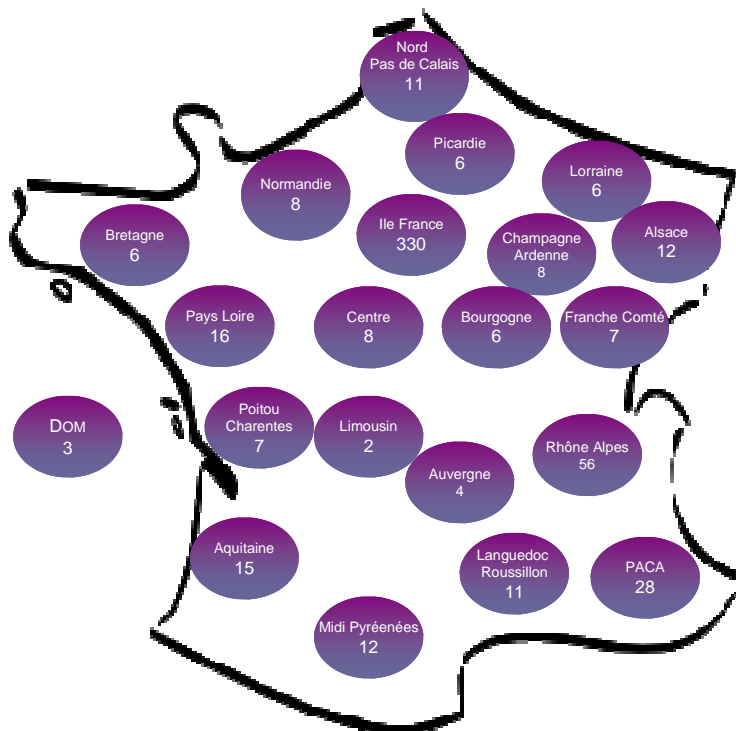 Nord
Pas de Calais
11
Picardie
6
Lorraine
6
Normandie
8
Ile France
330
Champagne
Ardenne
8
Alsace
12
Bretagne
6
Pays Loire
16
Centre
8
Bourgogne
6
Franche Comté
7
DOM
3
Poitou
Charentes
7
Limousin
2
Auvergne
4
Rhône Alpes
56
Aquitaine
15
Languedoc
Roussillon
11
PACA
28
Midi Pyréenées
12